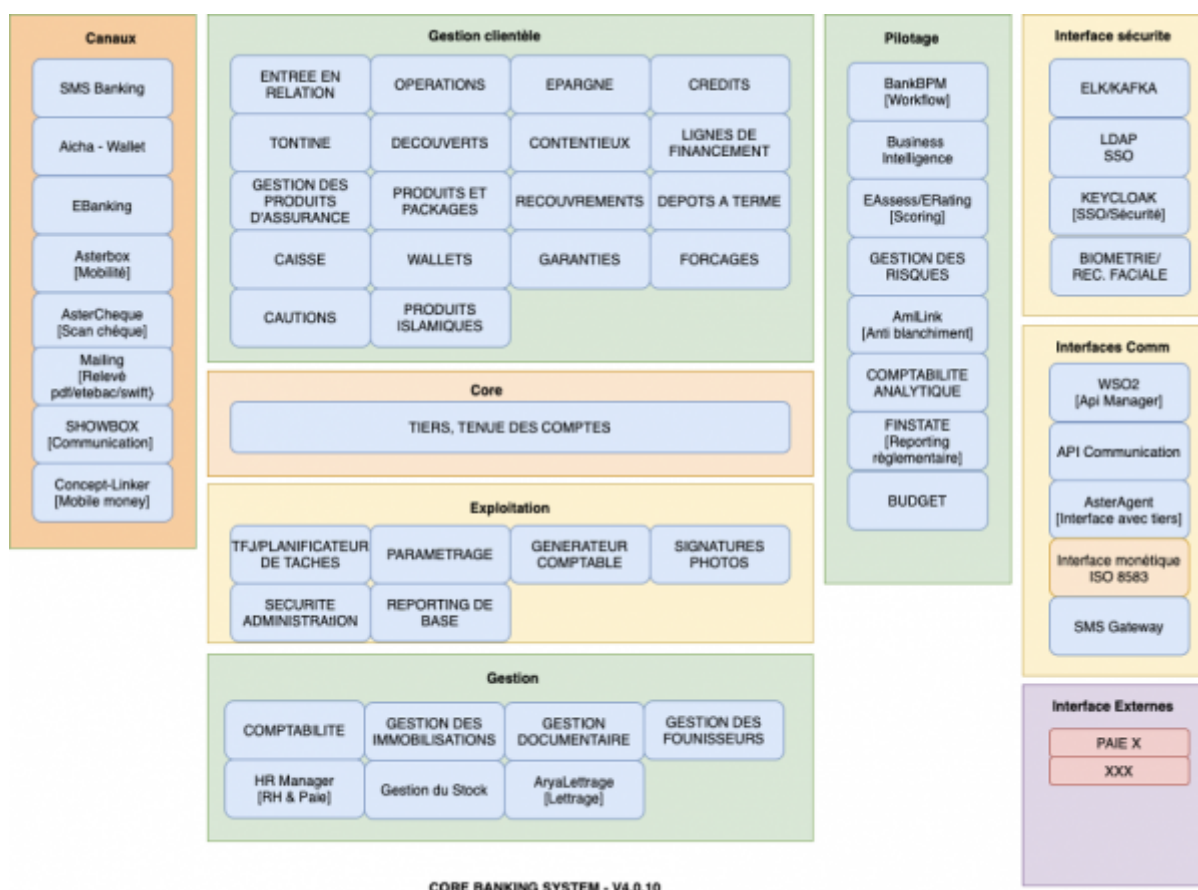 Canaux
SMS Banking
Aicha - Wallet
EBanking
Asterbox
[Mobilité]
AsterCheque
[Scan chéque]
Mailing
[Relevé
pdf/etebac/swift}
SHOWBOX
[Communication]
Concept-Linker
[Mobile money]
Gestion clientèle
ENTREE EN
RELATION
OPERATIONS
EPARGNE
CREDITS
TONTINE
DECOUVERTS
CONTENTIEUX
LIGNES DE
FINANCEMENT
GESTION DES
PRODUITS
D'ASSURANCE
PRODUITS ET
PACKAGES
RECOUVREMENTS
DEPOTS A TERME
CAISSE
WALLETS
GARANTIES
FORCAGES
CAUTIONS
PRODUITS
ISLAMIQUES
Core
TIERS, TENUE DES COMPTES
Exploitation
TFJ/PLANIFICATEUR
DE TACHES
PARAMETRAGE
GENERATEUR
COMPTABLE
SIGNATURES
PHOTOS
SECURITE
ADMINISTRAtION
REPORTING DE
BASE
Gestion
COMPTABILITE
GESTION DES
IMMOBILISATIONS
GESTION
DOCUMENTAIRE
GESTION DES
FOUNISSEURS
HR Manager
[RH & Paie]
Gestion du Stock
AryaLettrage
[Lettrage]
Pilotage
BankBPM
[Workflow]
Business
Intelligence
EAssess/ERating
[Scoring]
GESTION DES
RISQUES
AmlLink
[Anti blanchiment]
COMPTABILITE
ANALYTIQUE
FINSTATE
[Reporting
règlementaire]
BUDGET
Interface sécurite
ELK/KAFKA
LDAP
SSO
KEYCLOAK
[SSO/Sécurité]
BIOMETRIE/
REC. FACIALE
Interfaces Comm
WSO2
[Api Manager]
API Communication
AsterAgent
[Interface avec tiers]
Interface monétique
ISO 8583
SMS Gateway
Interface Externes
PAIE X
XXX
CORE BANKING SYSTEM - V4.0.10